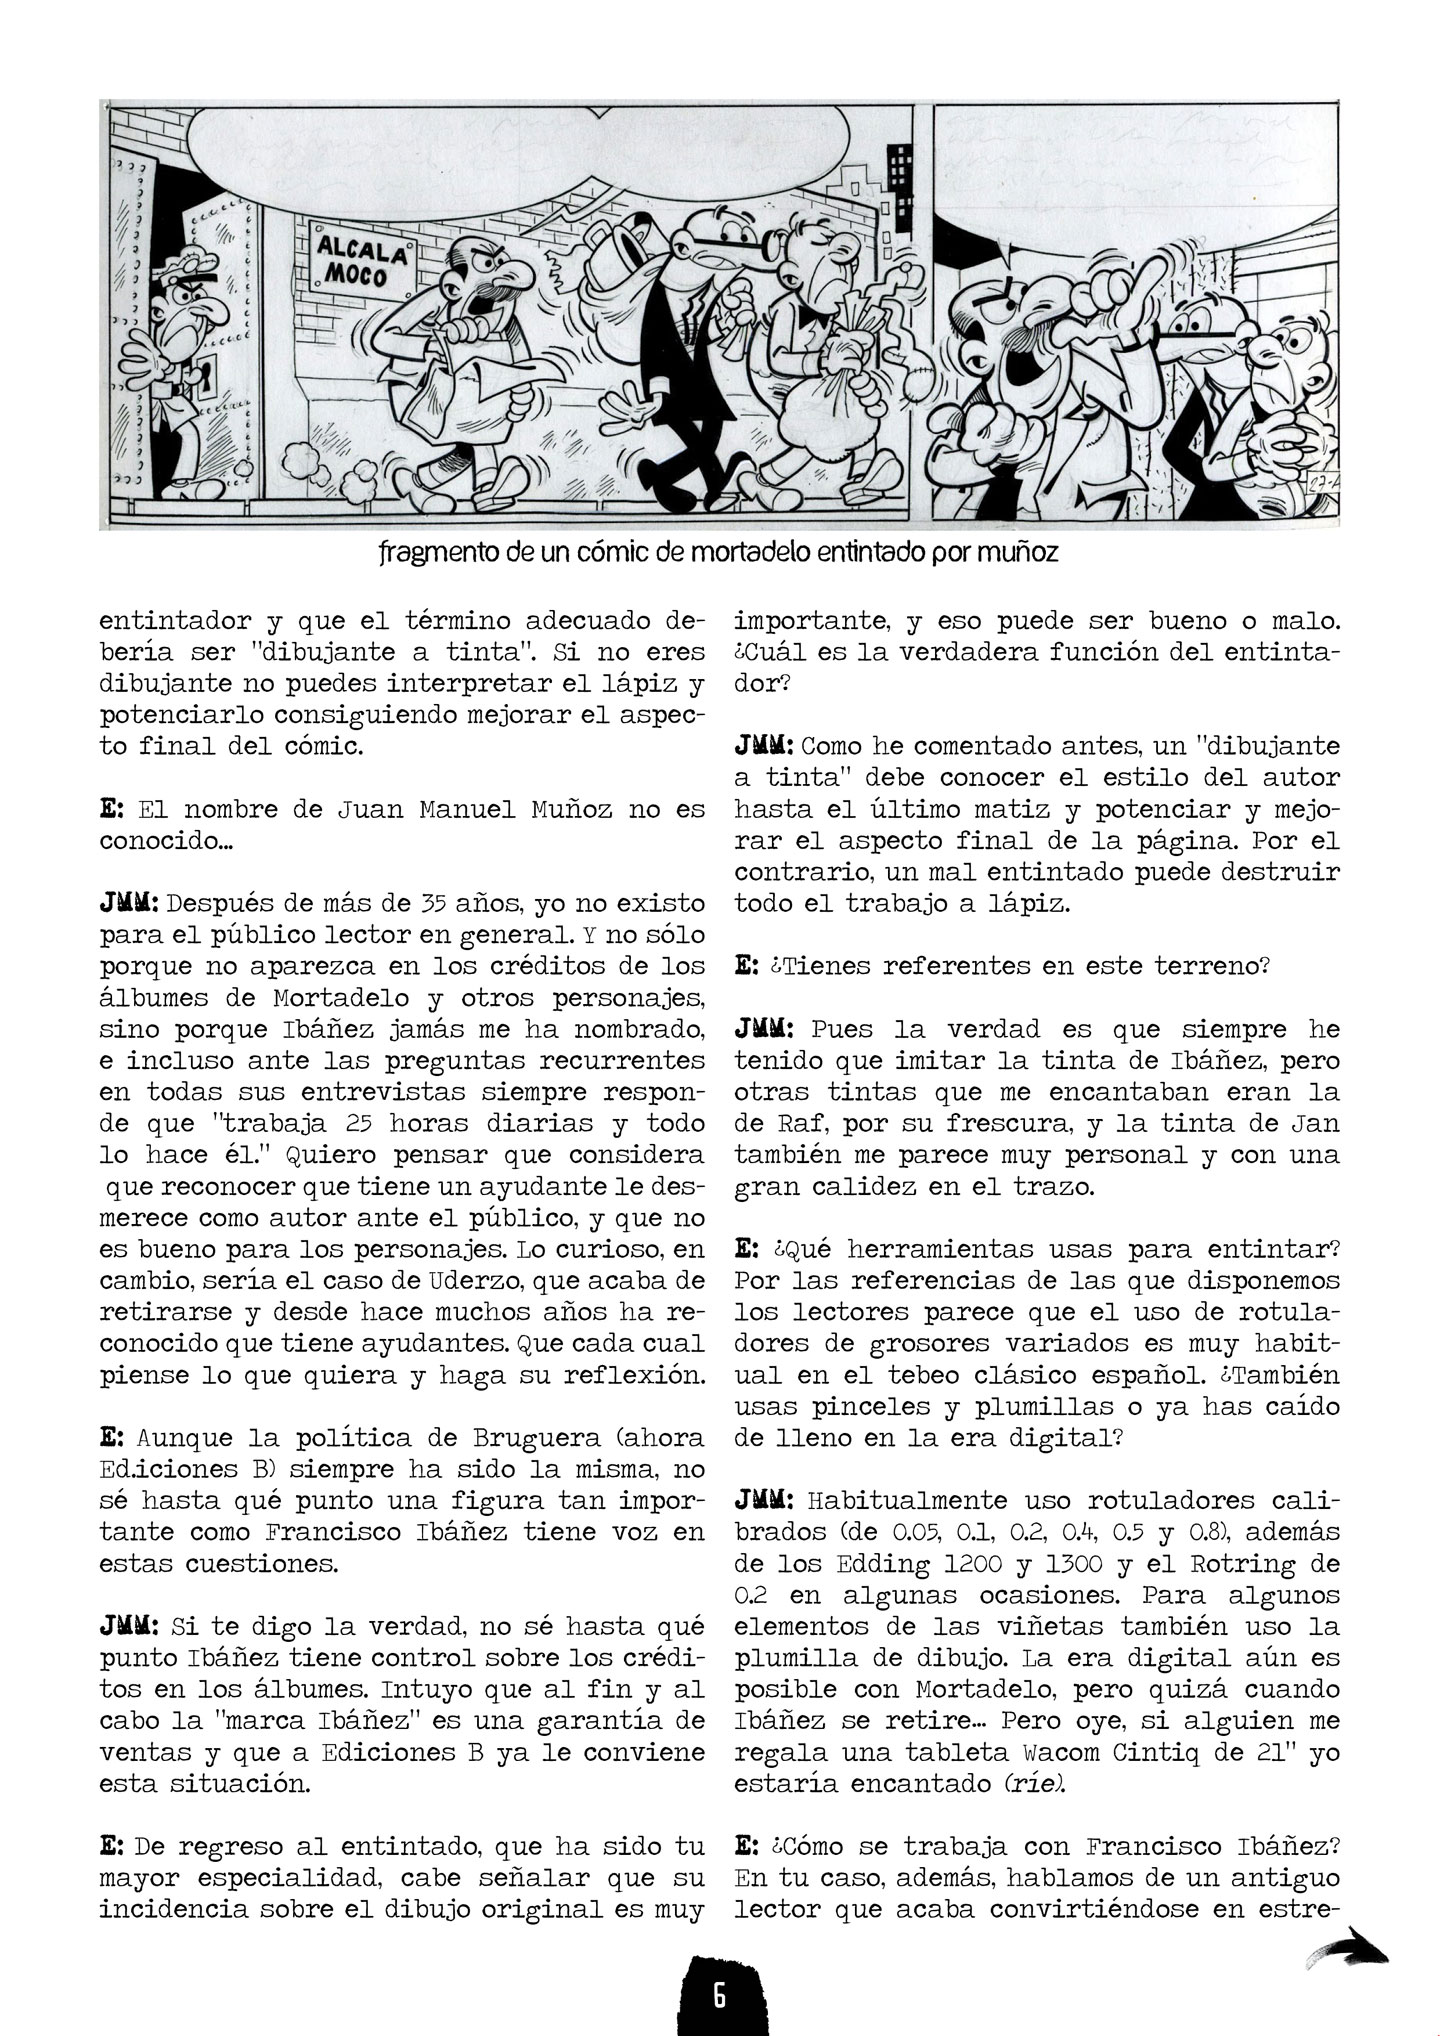 ALCALA
MOCO
27-A
fragmento de un cómic de mortadelo entintado por muñoz
entintador y que el término adecuado de-
bería ser "dibujante a tinta". Si no eres
dibujante no puedes interpretar el lápiz y
potenciarlo consiguiendo mejorar el aspec-
to final del cómic.
E: El nombre de Juan Manuel Muñoz no es
conocido...
JMM: Después de más de 35 años, yo no existo
para el público lector en general. Y no sólo
porque no aparezca en los créditos de los
álbumes de Mortadelo y otros personajes,
sino porque Ibáñez jamás me ha nombrado,
e incluso ante las preguntas recurrentes
en todas sus entrevistas siempre respon-
de que "trabaja 25 horas diarias y todo
lo hace él." Quiero pensar que considera
que reconocer que tiene un ayudante le des-
merece como autor ante el público, y que no
es bueno para los personajes. Lo curioso, en
cambio, sería el caso de Uderzo, que acaba de
retirarse y desde hace muchos años ha re-
conocido que tiene ayudantes. Que cada cual
piense lo que quiera y haga su reflexión.
E: Aunque la política de Bruguera (ahora
Ed.iciones B) siempre ha sido la misma, no
sé hasta qué punto una figura tan impor-
tante como Francisco Ibáñez tiene voz en
estas cuestiones.
JMM: Si te digo la verdad, no sé hasta qué
punto Ibáñez tiene control sobre los crédi-
tos en los álbumes. Intuyo que al fin y al
cabo la "marca Ibáñez" es una garantía de
ventas y que a Ediciones B ya le conviene
esta situación.
E: De regreso al entintado, que ha sido tu
mayor especialidad, cabe señalar que su
incidencia sobre el dibujo original es muy
importante, y eso puede ser bueno o malo.
¿Cuál es la verdadera función del entinta-
dor?
JMM: Como he comentado antes, un "dibujante
a tinta" debe conocer el estilo del autor
hasta el último matiz y potenciar y mejo-
rar el aspecto final de la página. Por el
contrario, un mal entintado puede destruir
todo el trabajo a lápiz.
E: ¿Tienes referentes en este terreno?
JMM: Pues la verdad es que siempre he
tenido que imitar la tinta de Ibáñez, pero
otras tintas que me encantaban eran la
de Raf, por su frescura, y la tinta de Jan
también me parece muy personal y con una
gran calidez en el trazo.
E: ¿Qué herramientas usas para entintar?
Por las referencias de las que disponemos
los lectores parece que el uso de rotula-
dores de grosores variados es muy habit-
ual en el tebeo clásico español. ¿También
usas pinceles y plumillas o ya has caído
de lleno en la era digital?
JMM: Habitualmente uso rotuladores cali-
brados (de 0.05, 0.1, 0.2, 0.4, 0.5 y 0.8), además
de los Edding 1200 y 1300 y el Rotring de
0.2 en algunas ocasiones. Para algunos
elementos de las viñetas también uso la
plumilla de dibujo. La era digital aún es
posible con Mortadelo, pero quizá cuando
Ibáñez se retire... Pero oye, si alguien me
regala una tableta Wacom Cintiq de 21" yo
estaría encantado (ríe).
E: ¿Cómo se trabaja con Francisco Ibáñez?
En tu caso, además, hablamos de un antiguo
lector que acaba convirtiéndose en estre-
6